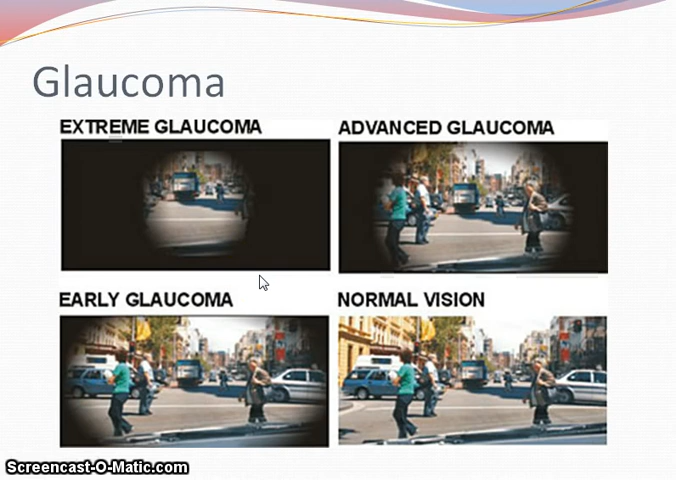 Glaucoma
EXTREME GLAUCOMA
ADVANCED GLAUCOMA
EARLY GLAUCOMA
NORMAL VISION
Screencast-O-Matic.com